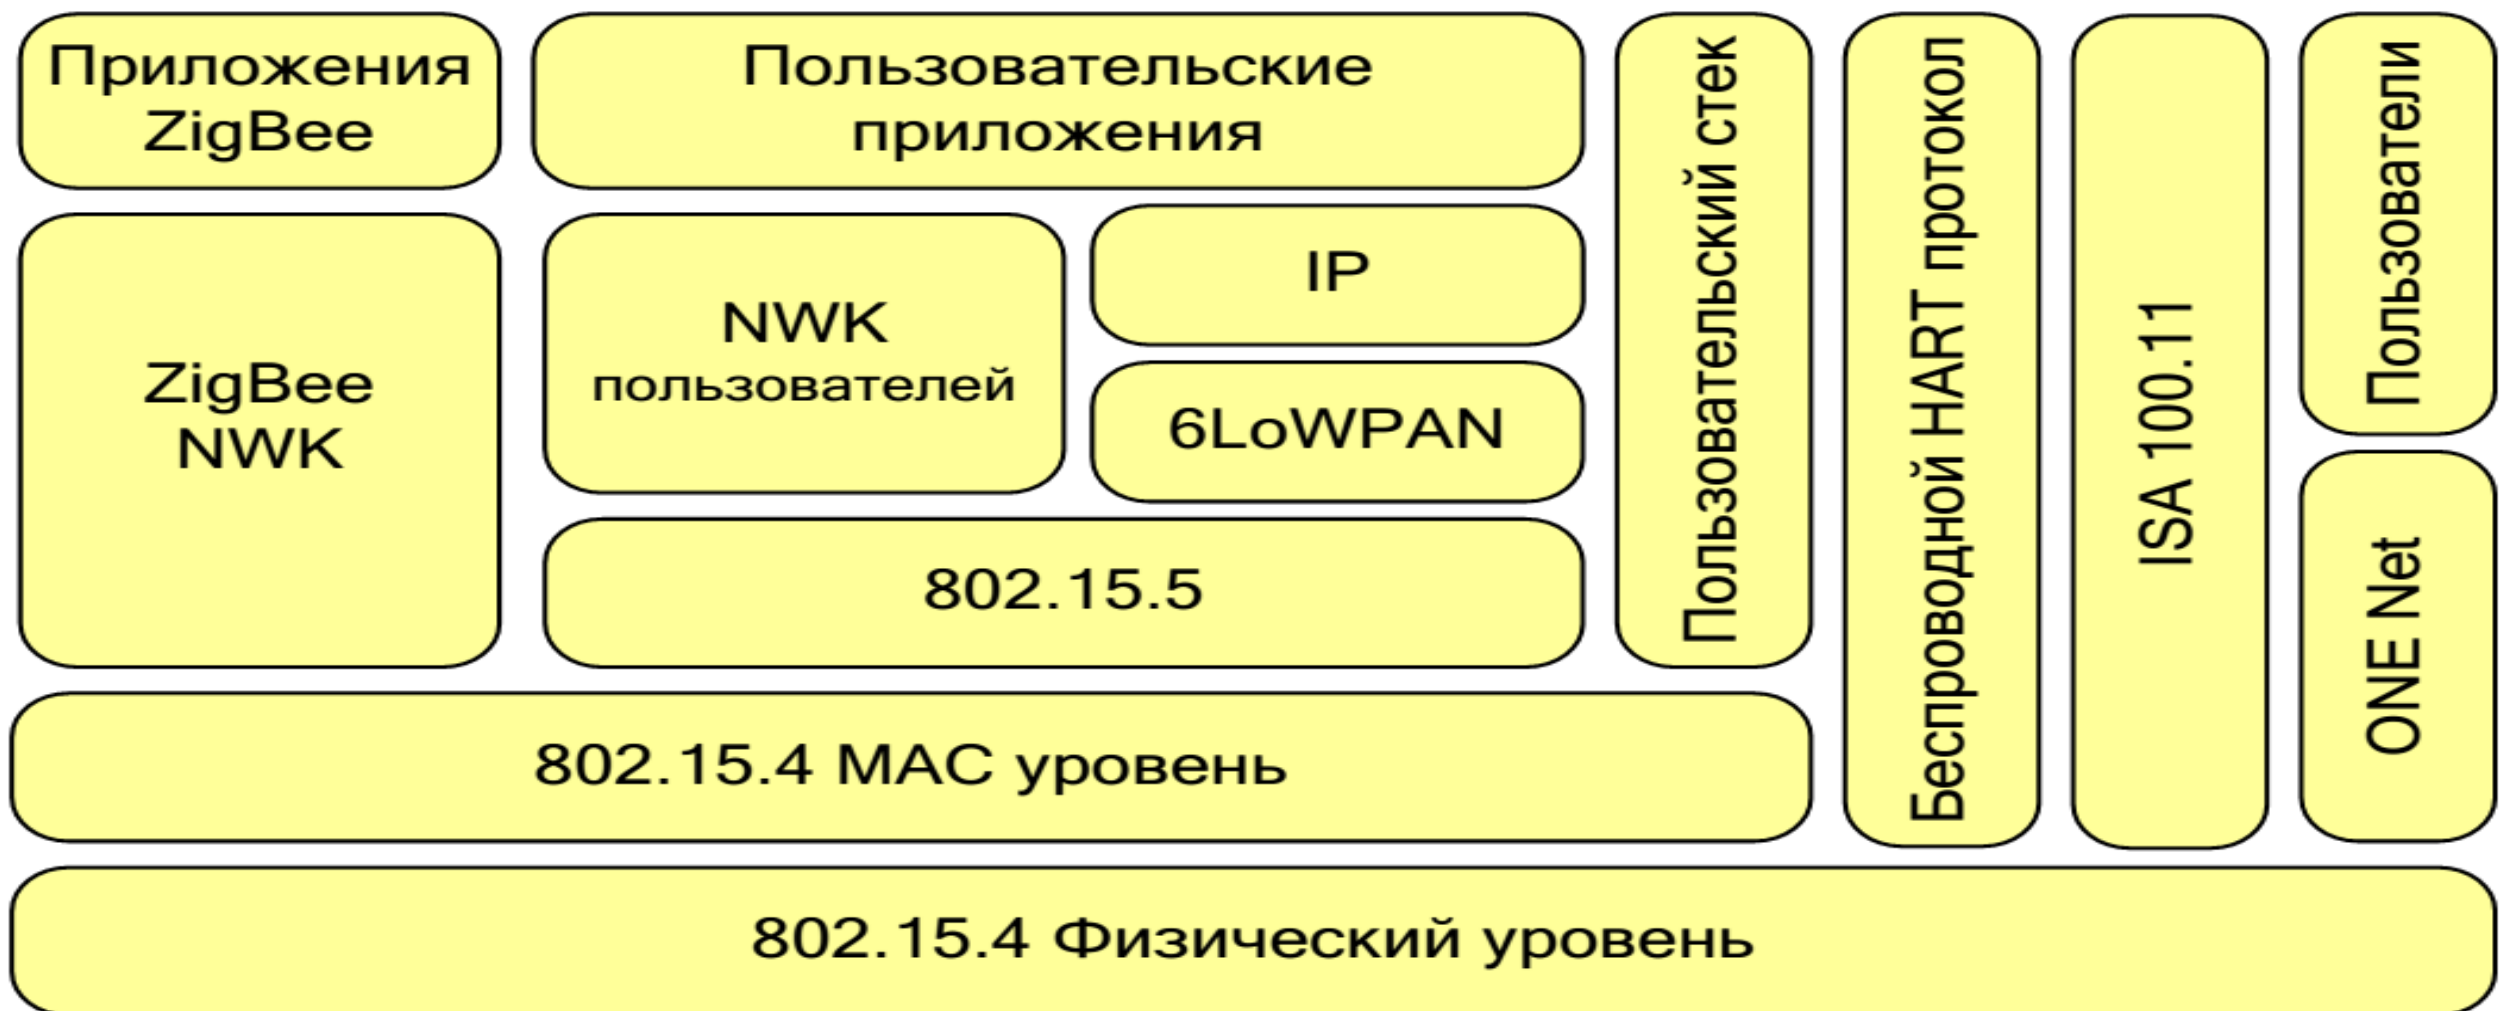 Приложения
ZigBee
Пользовательские
приложения
ZigBee
NWK
NWK
пользователей
IP
6LoWPAN
802.15.5
Пользовательский стек
Беспроводной HART протокол
ISA 100.11
Пользователи
ONE Net
802.15.4 MAC уровень
802.15.4 Физический уровень